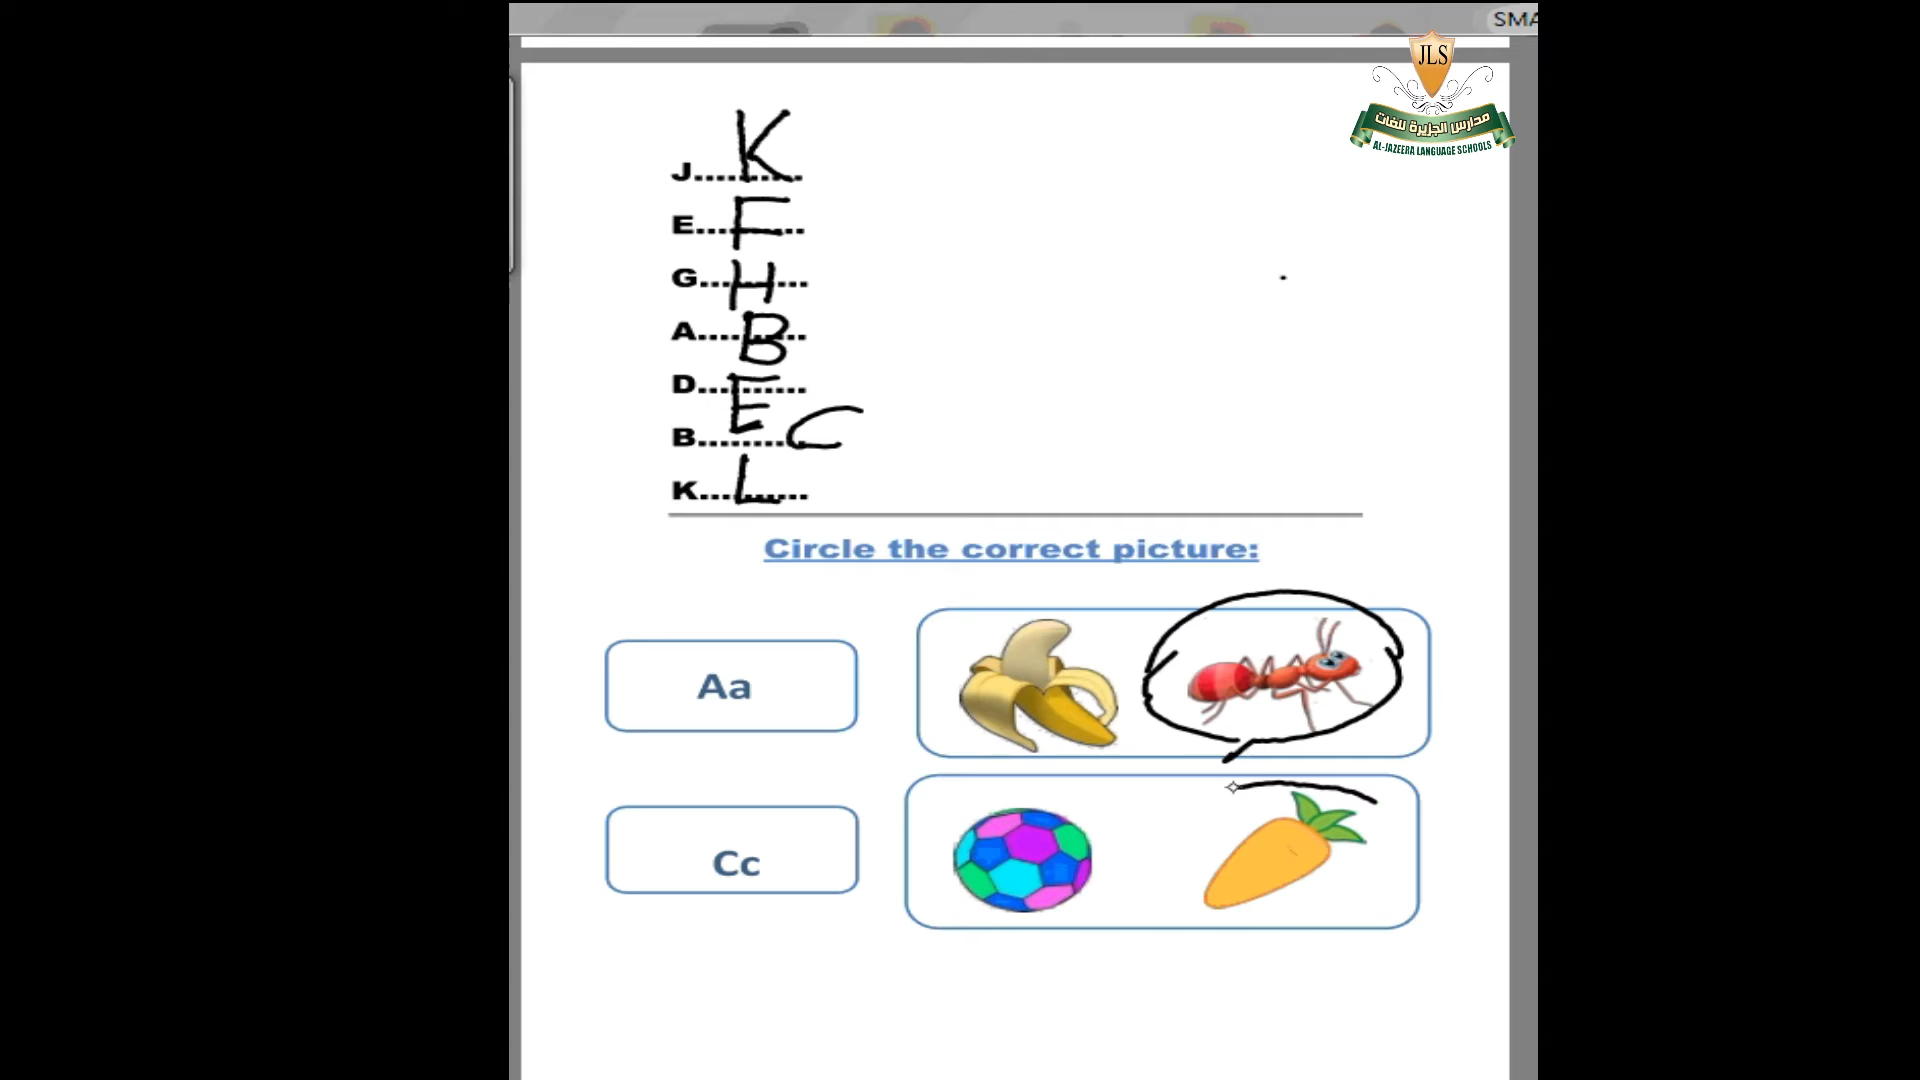 SMA
JLS
مدارس الجزيرة للغات
AL-JAZEERA LANGUAGE SCHOOLS
J.......... K
E.......... F
G.......... H
A.......... B
D.......... E
B.......... C
K.......... L
Circle the correct picture:
Aa
Cc